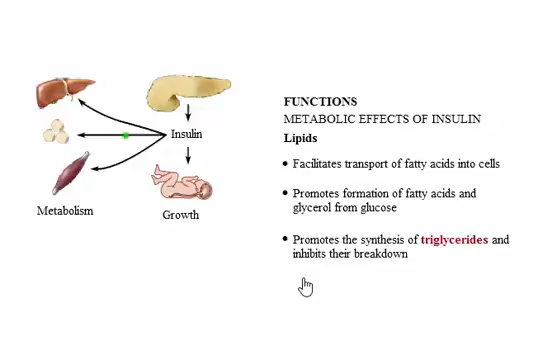 Insulin
Metabolism
Growth
FUNCTIONS
METABOLIC EFFECTS OF INSULIN
Lipids
• Facilitates transport of fatty acids into cells
• Promotes formation of fatty acids and
glycerol from glucose
• Promotes the synthesis of triglycerides and
inhibits their breakdown